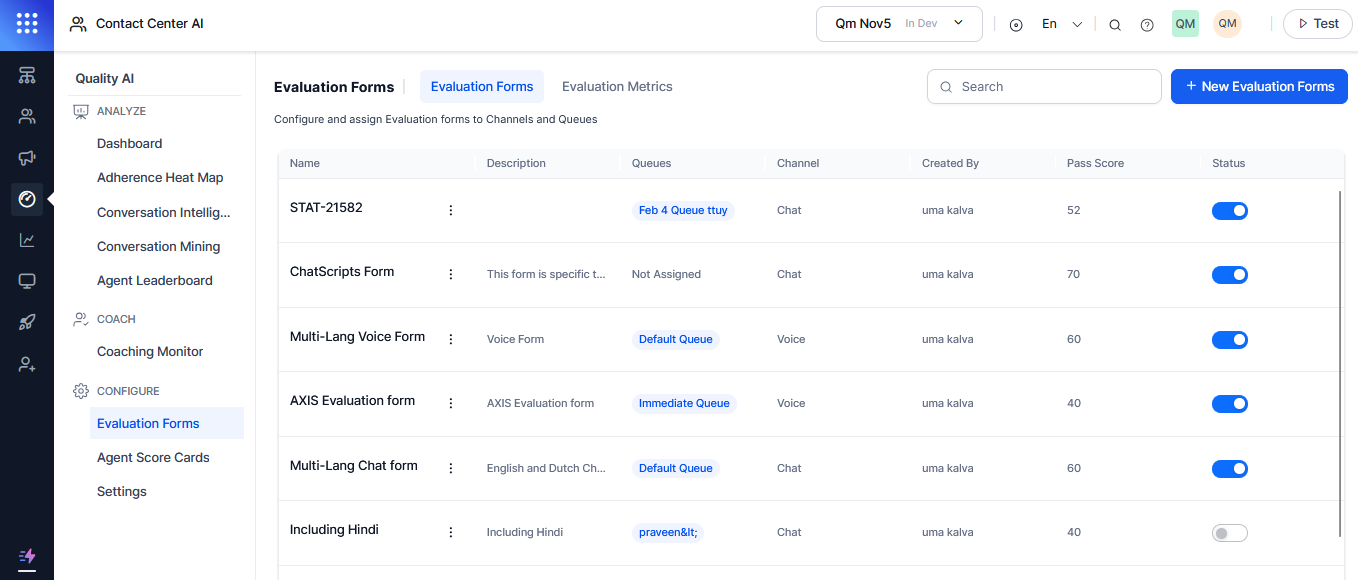 Contact Center AI
Qm Nov5 In Dev
En
QM
QM
Test
Quality AI
ANALYZE
Dashboard
Adherence Heat Map
Conversation Intellig...
Conversation Mining
Agent Leaderboard
COACH
Coaching Monitor
CONFIGURE
Evaluation Forms
Agent Score Cards
Settings
Evaluation Forms
Evaluation Forms
Evaluation Metrics
Search
+ New Evaluation Forms
Configure and assign Evaluation forms to Channels and Queues
Name Description Queues Channel Created By Pass Score Status
STAT-21582 Feb 4 Queue ttuy Chat uma kalva 52
ChatScripts Form This form is specific t... Not Assigned Chat uma kalva 70
Multi-Lang Voice Form Voice Form Default Queue Voice uma kalva 60
AXIS Evaluation form AXIS Evaluation form Immediate Queue Voice uma kalva 40
Multi-Lang Chat form English and Dutch Ch... Default Queue Chat uma kalva 60
Including Hindi Including Hindi praveen&lt; Chat uma kalva 40